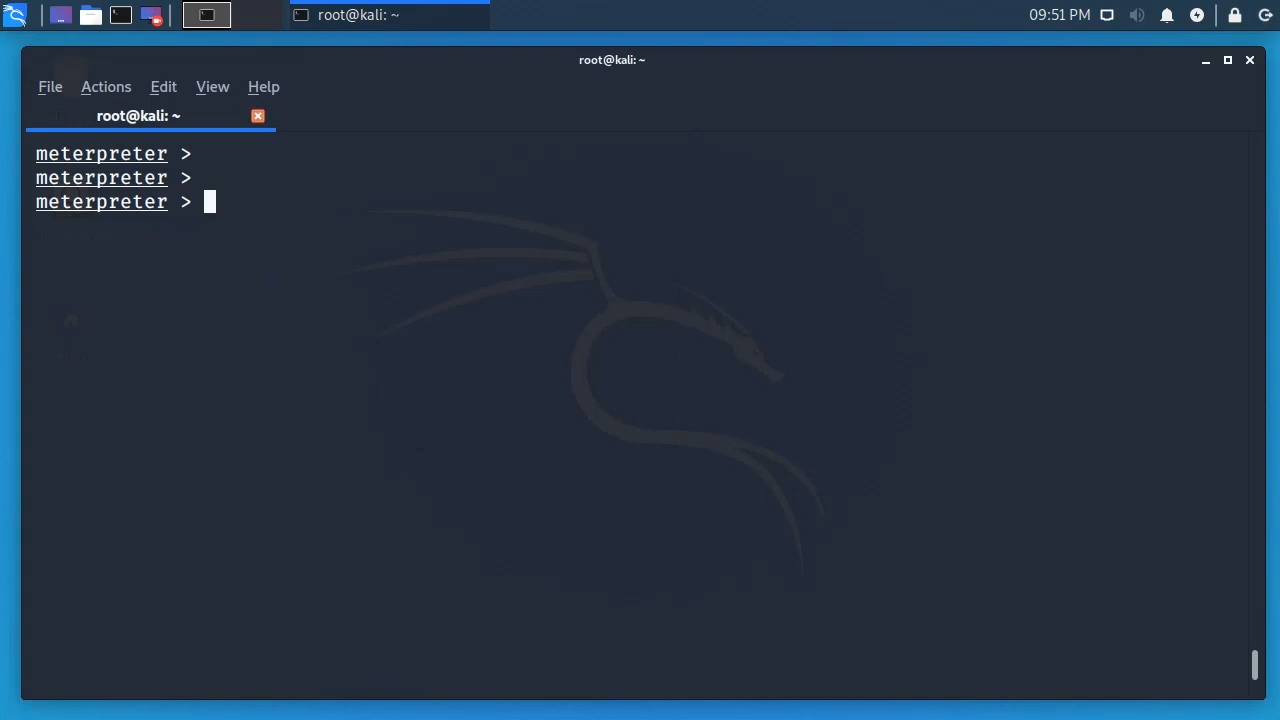 root@kali: ~ 09:51 PM
root@kali: ~
File Actions Edit View Help
root@kali: ~
meterpreter >
meterpreter >
meterpreter >